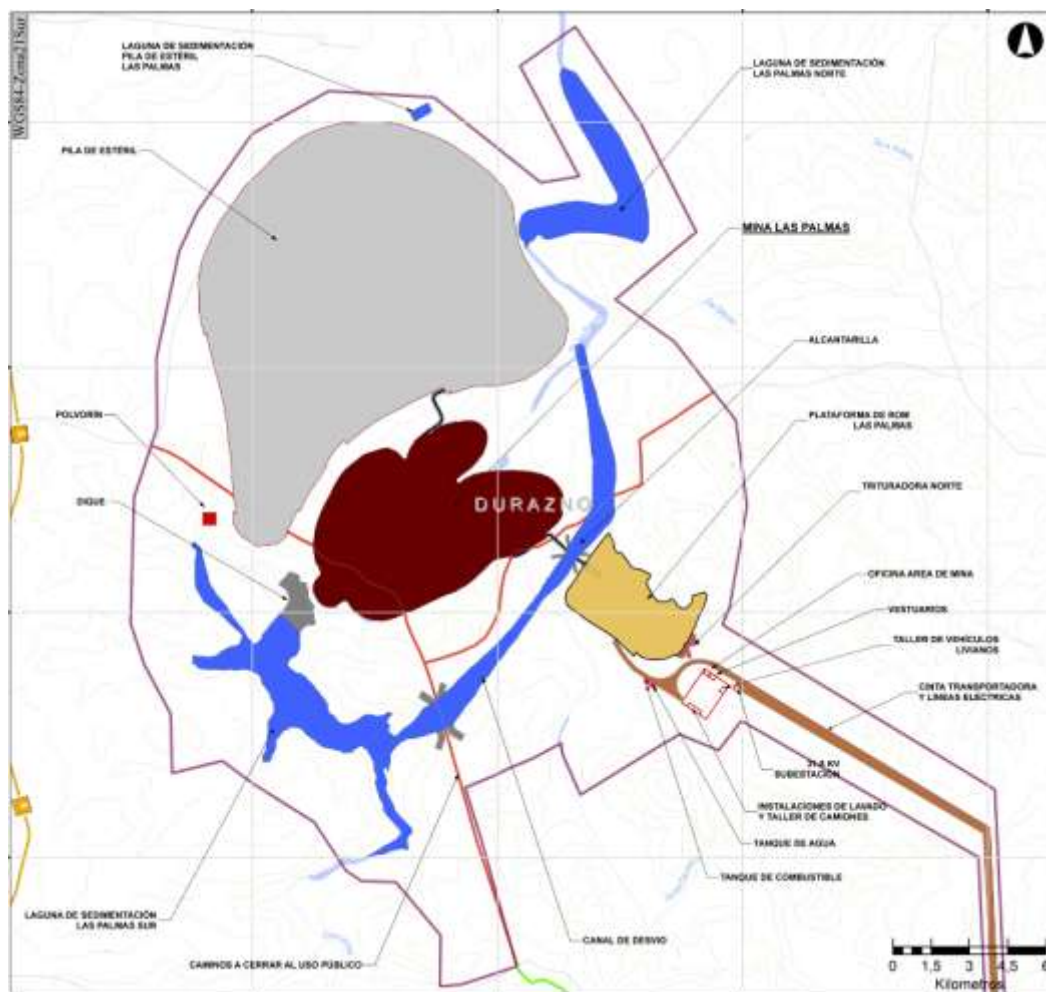 WGS84-Zona21Sur
LAGUNA DE SEDIMENTACIÓN
PILA DE ESTÉRIL
LAS PALMAS
LAGUNA DE SEDIMENTACIÓN
LAS PALMAS NORTE
PILA DE ESTÉRIL
MINA LAS PALMAS
ALCANTARILLA
POLVORÍN
PLATAFORMA DE ROM
LAS PALMAS
DIQUE
DURAZNO
TRITURADORA NORTE
OFICINA AREA DE MINA
VESTUARIOS
TALLER DE VEHÍCULOS
LIVIANOS
CINTA TRANSPORTADORA
Y LÍNEAS ELECTRICAS
SUBESTACIÓN
INSTALACIONES DE LAVADO
Y TALLER DE CAMIONES
TANQUE DE AGUA
TANQUE DE COMBUSTIBLE
LAGUNA DE SEDIMENTACIÓN
LAS PALMAS SUR
CANAL DE DESVIO
CAMINOS A CERRAR AL USO PÚBLICO
0 1,5 3 4,5 6
Kilometros